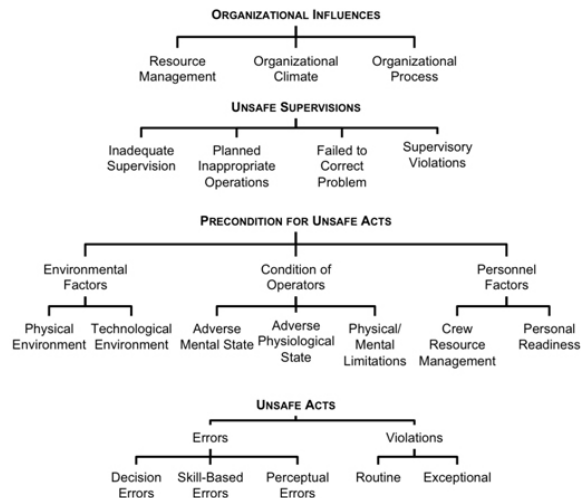 ORGANIZATIONAL INFLUENCES
Resource Management
Organizational Climate
Organizational Process
UNSAFE SUPERVISIONS
Inadequate Supervision
Planned Inappropriate Operations
Failed to Correct Problem
Supervisory Violations
PRECONDITION FOR UNSAFE ACTS
Environmental Factors
Condition of Operators
Personnel Factors
Physical Environment
Technological Environment
Adverse Mental State
Adverse Physiological State
Physical/ Mental Limitations
Crew Resource Management
Personal Readiness
UNSAFE ACTS
Errors
Violations
Decision Errors
Skill-Based Errors
Perceptual Errors
Routine
Exceptional